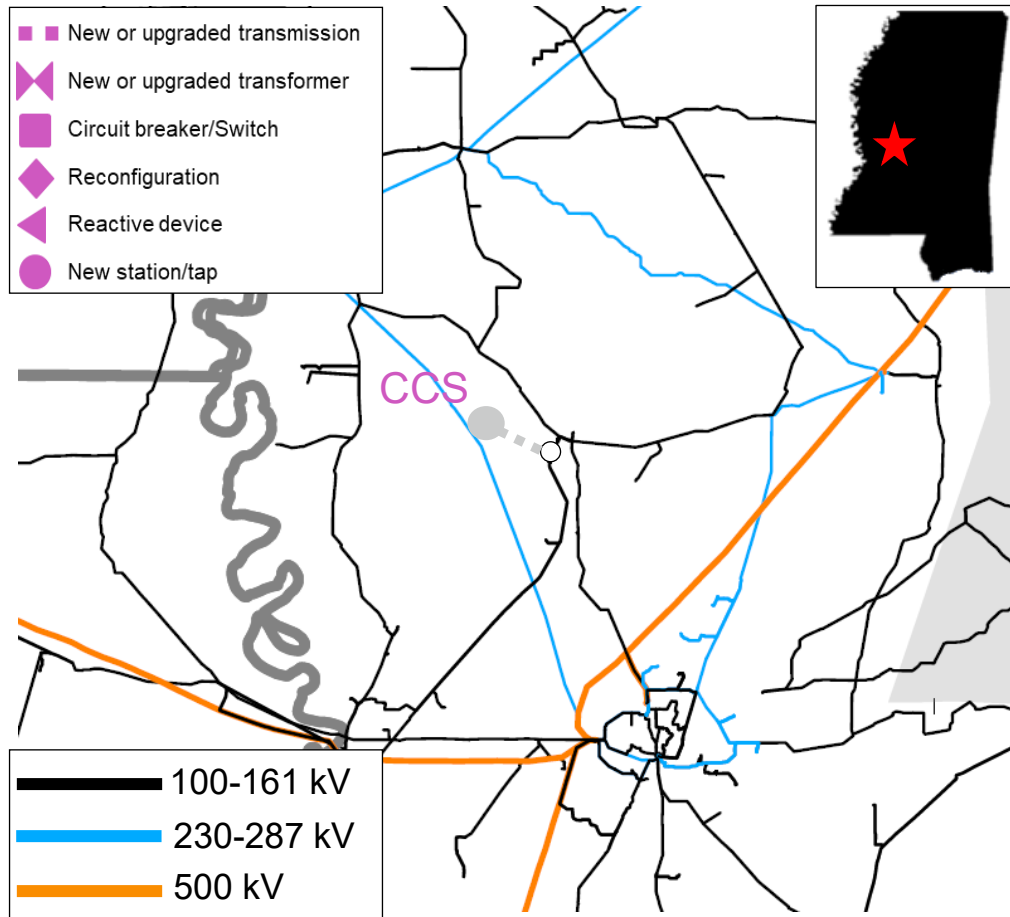 New or upgraded transmission
New or upgraded transformer
Circuit breaker/Switch
Reconfiguration
Reactive device
New station/tap
CCS
100-161 kV
230-287 kV
500 kV